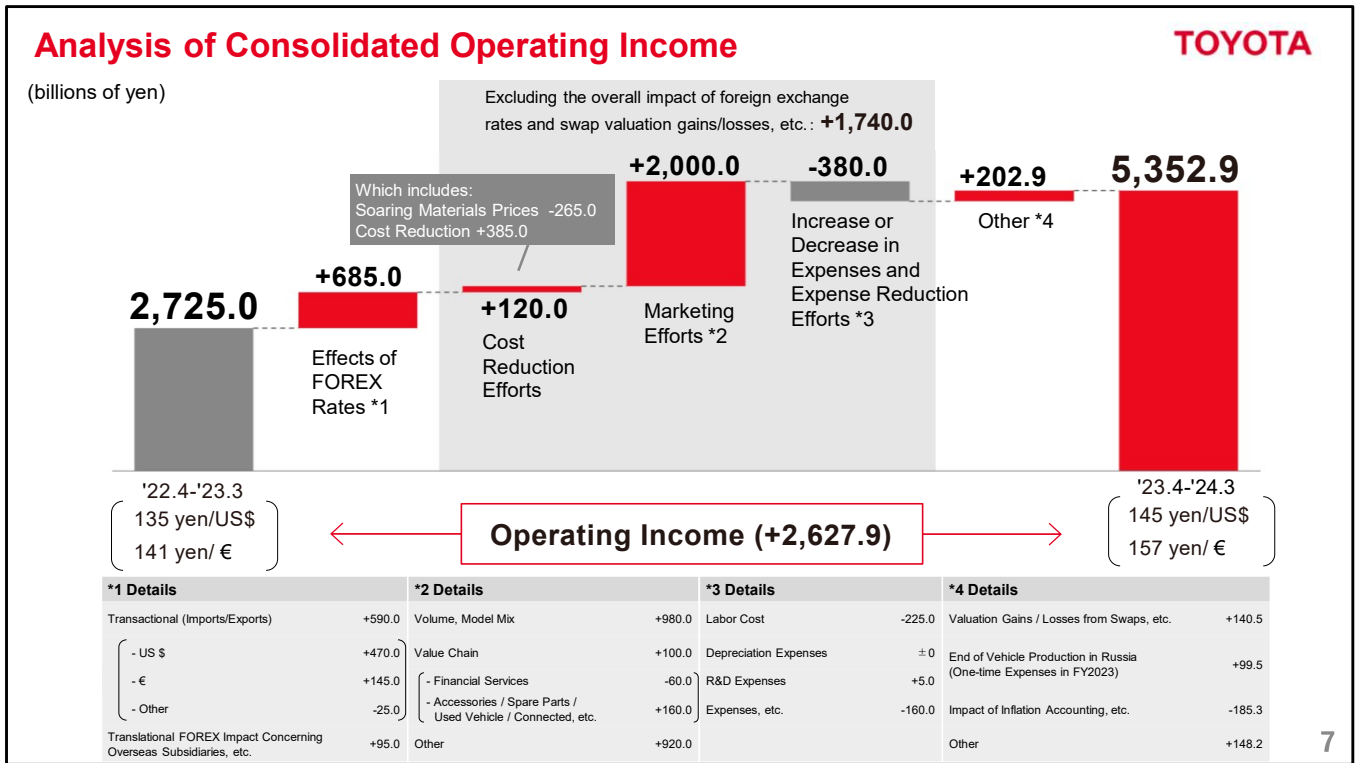 Analysis of Consolidated Operating Income
TOYOTA
(billions of yen)
Excluding the overall impact of foreign exchange
rates and swap valuation gains/losses, etc.: +1,740.0
Which includes:
Soaring Materials Prices -265.0
Cost Reduction +385.0
2,725.0
+685.0
Effects of
FOREX
Rates *1
+120.0
Cost
Reduction
Efforts
+2,000.0
Marketing
Efforts *2
-380.0
Increase or
Decrease in
Expenses and
Expense Reduction
Efforts *3
+202.9
Other *4
5,352.9
'22.4-'23.3
135 yen/US$
141 yen/ €
Operating Income (+2,627.9)
'23.4-'24.3
145 yen/US$
157 yen/ €
*1 Details
Transactional (Imports/Exports) +590.0
- US $ +470.0
- € +145.0
- Other -25.0
Translational FOREX Impact Concerning
Overseas Subsidiaries, etc. +95.0
*2 Details
Volume, Model Mix +980.0
Value Chain +100.0
- Financial Services -60.0
- Accessories / Spare Parts /
Used Vehicle / Connected, etc. +160.0
Other +920.0
*3 Details
Labor Cost -225.0
Depreciation Expenses ±0
R&D Expenses +5.0
Expenses, etc. -160.0
*4 Details
Valuation Gains / Losses from Swaps, etc. +140.5
End of Vehicle Production in Russia
(One-time Expenses in FY2023) +99.5
Impact of Inflation Accounting, etc. -185.3
Other +148.2
7